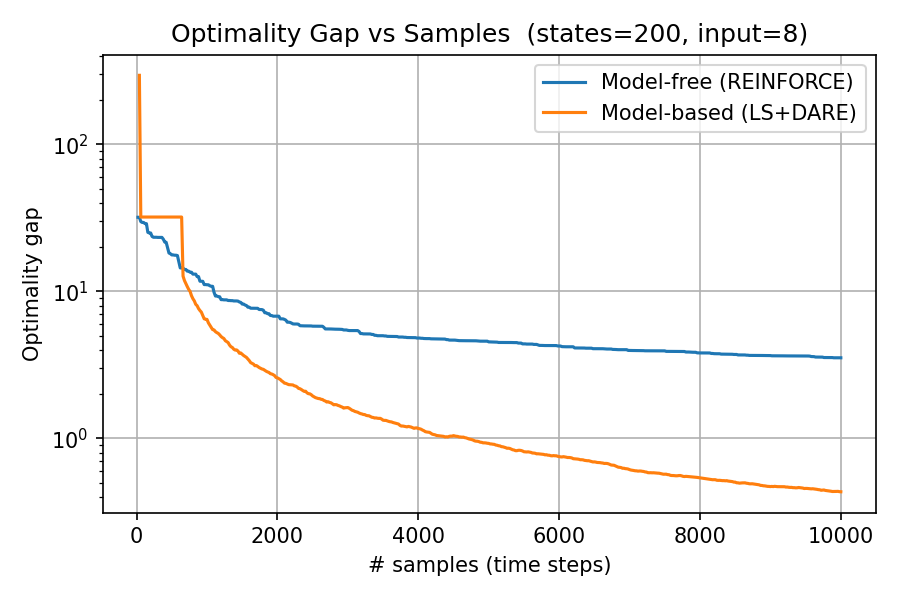 Optimality Gap vs Samples (states=200, input=8)
Model-free (REINFORCE)
Model-based (LS+DARE)
Optimality gap
10²
10¹
10⁰
0 2000 4000 6000 8000 10000
# samples (time steps)